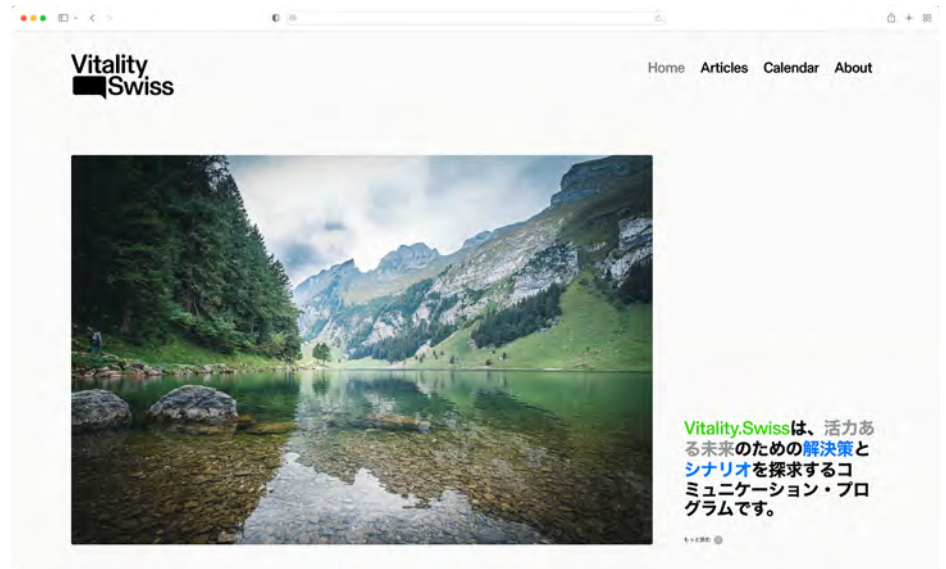 Vitality
Swiss
Home Articles Calendar About
Vitality.Swissは、活力あ
る未来のための解決策と
シナリオを探求するコ
ミュニケーション・プロ
グラムです。
もっと読む